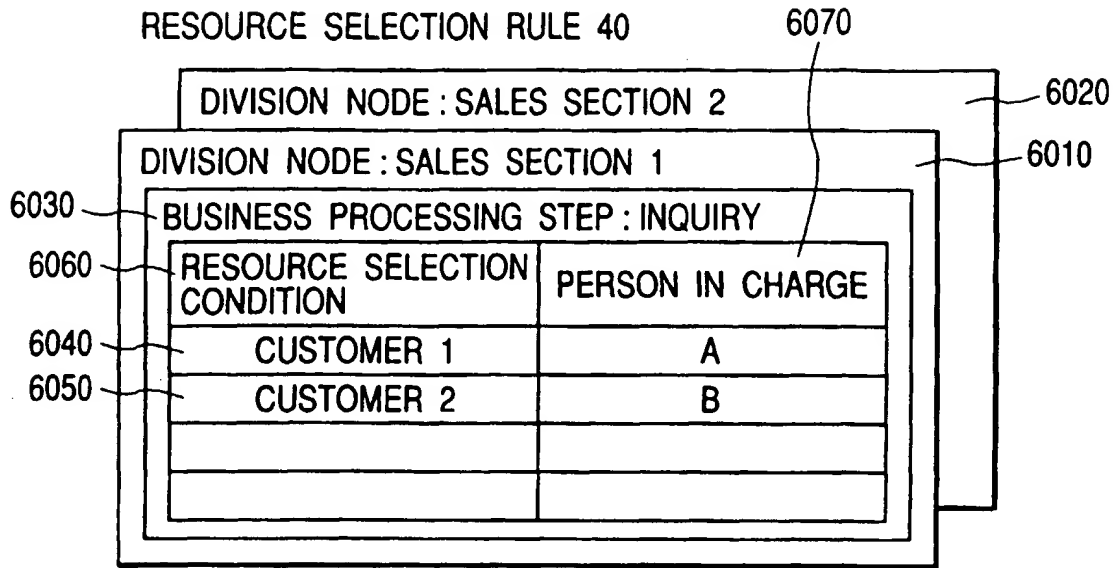 RESOURCE SELECTION RULE 40
6070
DIVISION NODE : SALES SECTION 2
6020
DIVISION NODE : SALES SECTION 1
6010
6030
BUSINESS PROCESSING STEP : INQUIRY
6060
RESOURCE SELECTION
CONDITION
PERSON IN CHARGE
6040
CUSTOMER 1
A
6050
CUSTOMER 2
B